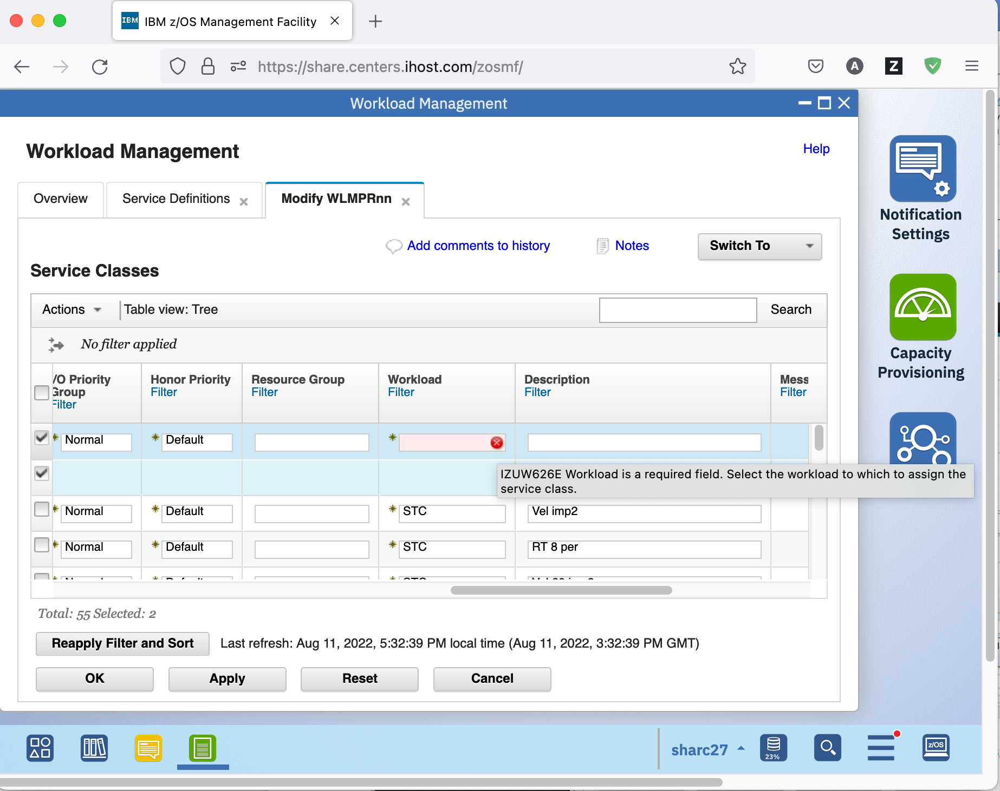 IBM IBM z/OS Management Facility
https://share.centers.ihost.com/zosmf/
A
Z
Workload Management
Workload Management
Help
Overview
Service Definitions
Modify WLMPRnn
Add comments to history
Notes
Switch To
Service Classes
Actions
Table view: Tree
Search
No filter applied
/O Priority Group
Filter
Honor Priority
Filter
Resource Group
Filter
Workload
Filter
Description
Filter
Mess
Filter
Normal Default
IZUW626E Workload is a required field. Select the workload to which to assign the
service class.
Normal Default STC Vel imp2
Normal Default STC RT 8 per
Total: 55 Selected: 2
Reapply Filter and Sort
Last refresh: Aug 11, 2022, 5:32:39 PM local time (Aug 11, 2022, 3:32:39 PM GMT)
OK
Apply
Reset
Cancel
Notification
Settings
Capacity
Provisioning
sharc27
23%
z/OS